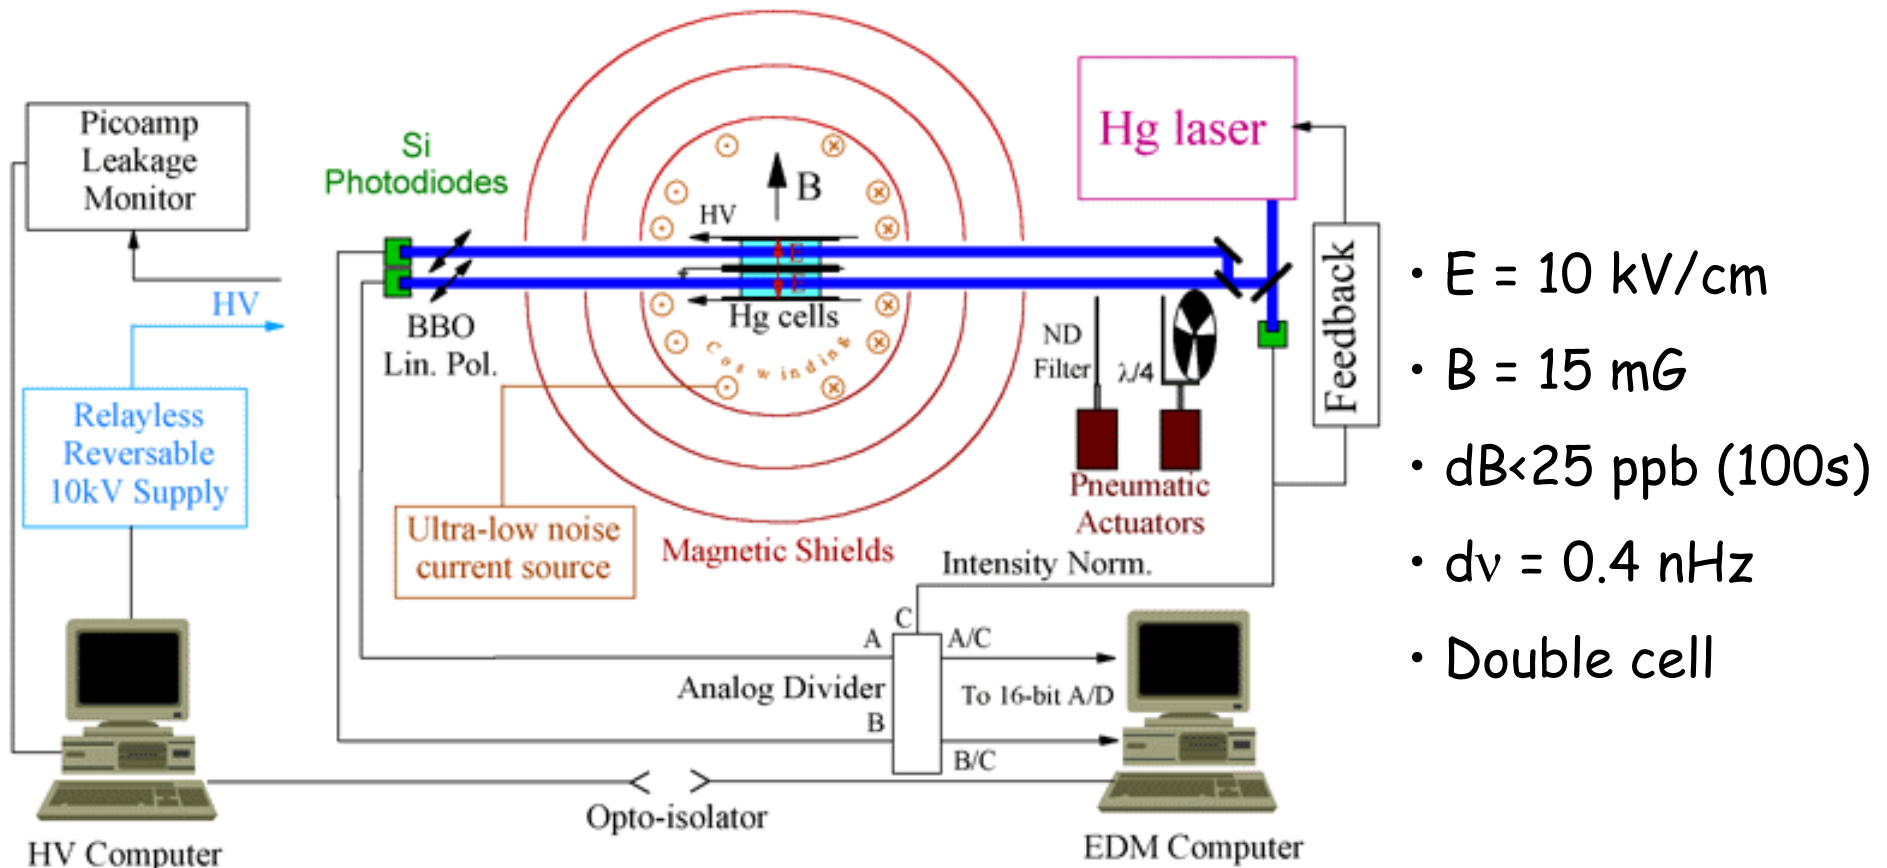 Picoamp
Leakage
Monitor
HV
Relayless
Reversable
10kV Supply
HV Computer
Si
Photodiodes
BBO
Lin. Pol.
Ultra-low noise
current source
B
HV
E
E
Hg cells
Cos winding
Magnetic Shields
Hg laser
Feedback
ND
Filter
λ/4
Pneumatic
Actuators
Intensity Norm.
C
A
A/C
Analog Divider
To 16-bit A/D
B
B/C
Opto-isolator
EDM Computer
• E = 10 kV/cm
• B = 15 mG
• dB<25 ppb (100s)
• dν = 0.4 nHz
• Double cell